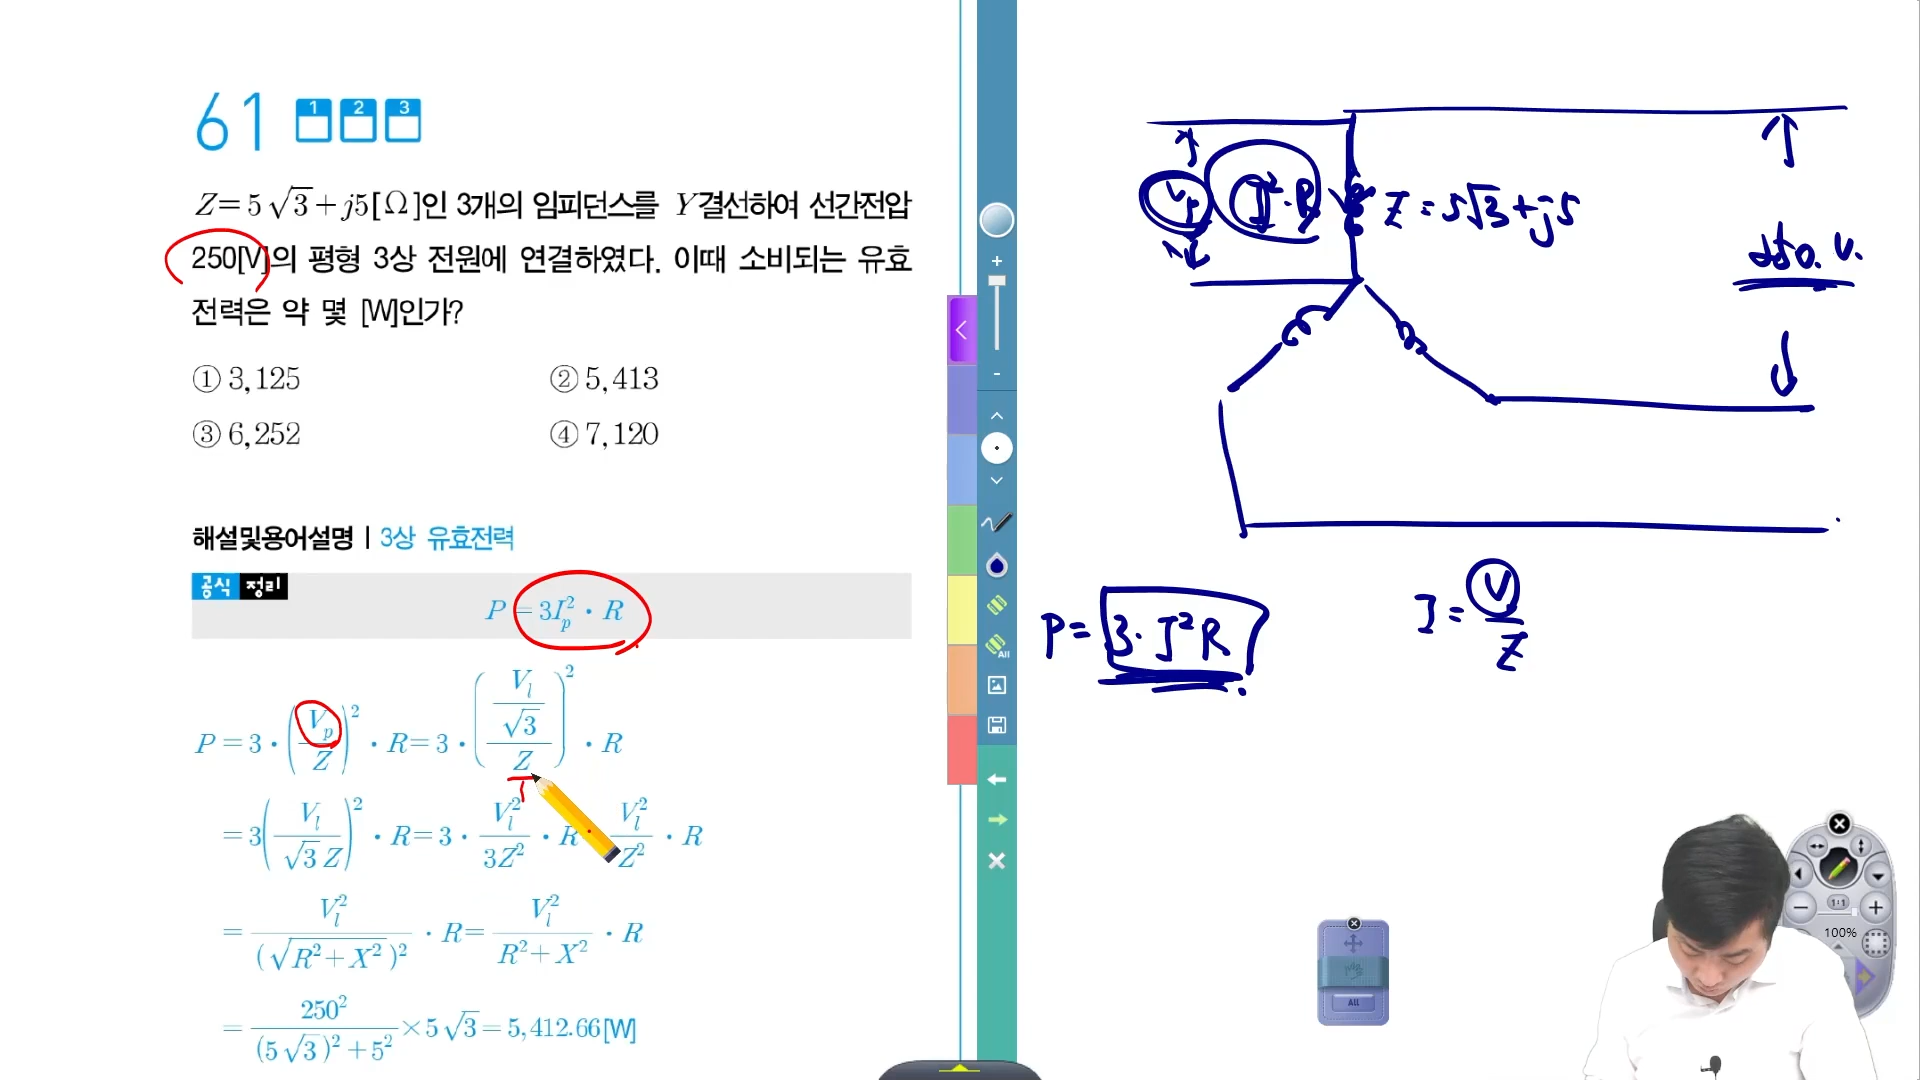 61 1 2 3
Z=5√3+j5[Ω]인 3개의 임피던스를 Y결선하여 선간전압
250[V]의 평형 3상 전원에 연결하였다. 이때 소비되는 유효
전력은 약 몇 [W]인가?
① 3,125 ② 5,413
③ 6,252 ④ 7,120
해설및용어설명 | 3상 유효전력
공식 정리
P=3I_p^2·R
P=3·(V_p/Z)^2·R=3·((V_l/√3)/Z)^2·R
=3(V_l/(√3Z))^2·R=3·V_l^2/(3Z^2)·R V_l^2/Z^2·R
=V_l^2/(√(R^2+X^2))^2·R=V_l^2/(R^2+X^2)·R
=250^2/((5√3)^2+5^2)×5√3=5,412.66[W]
I^2·R
Z=5√3+j5
250.V.
P=3·I^2R
I=V/Z
+
-
All
1:1
100%
ALL